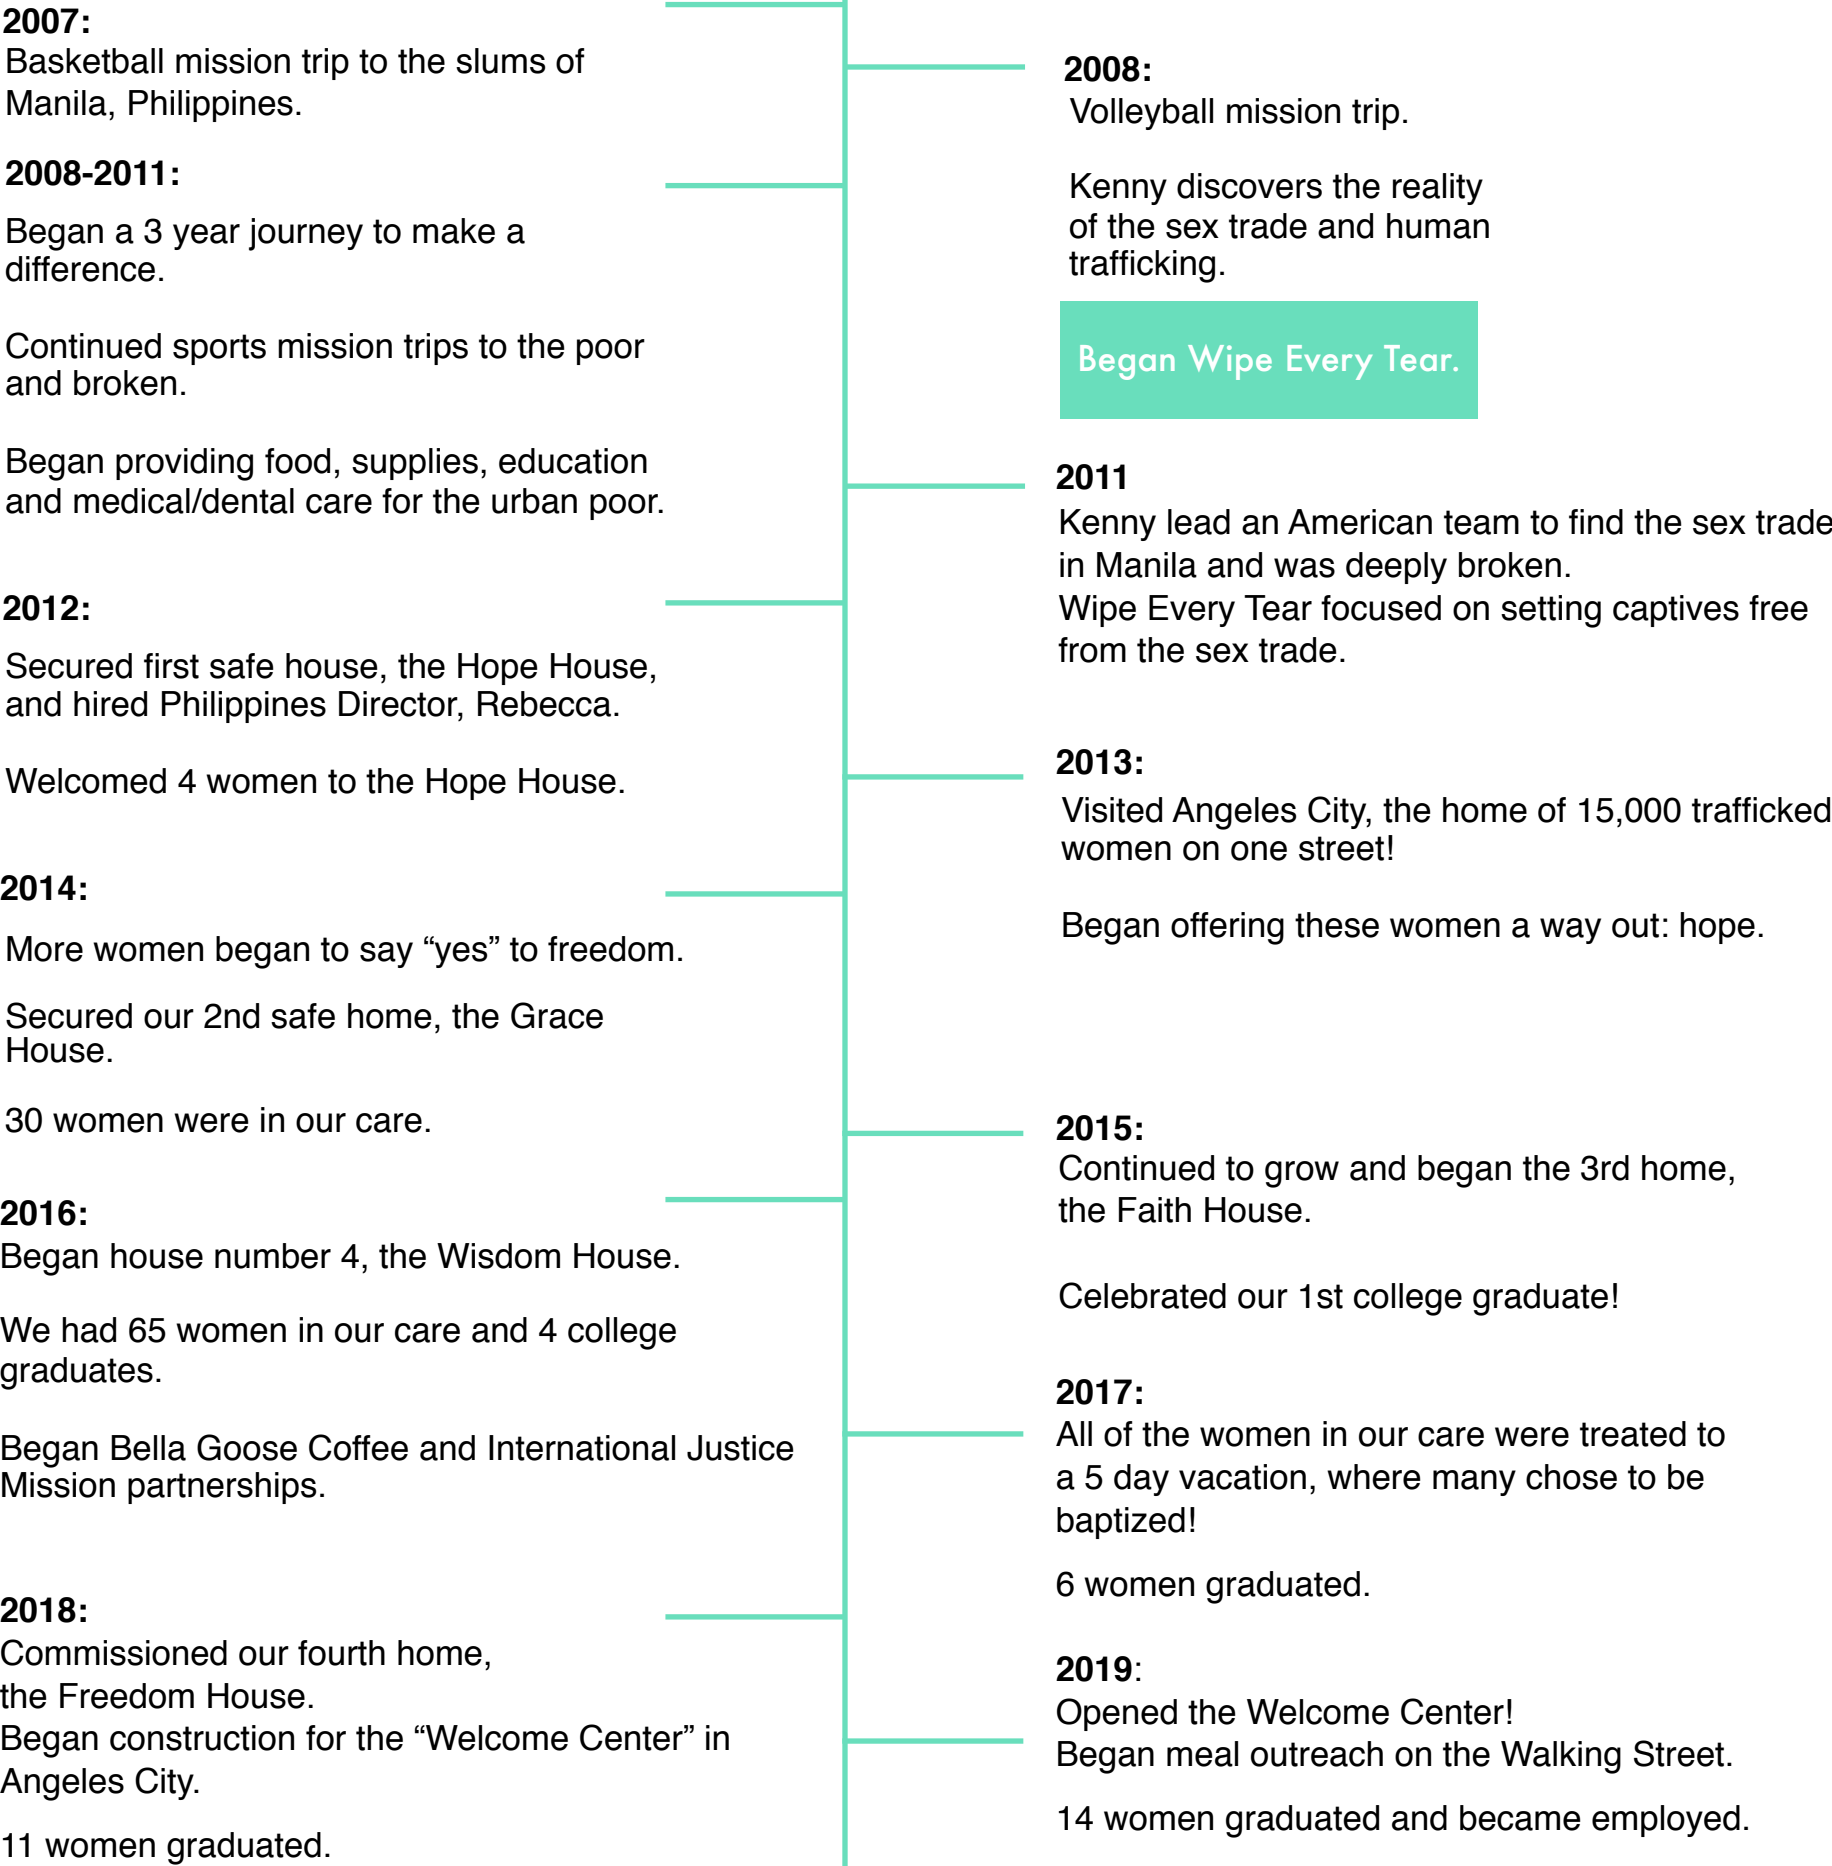 2007:
Basketball mission trip to the slums of
Manila, Philippines.
2008:
Volleyball mission trip.
Kenny discovers the reality
of the sex trade and human
trafficking.
Began Wipe Every Tear.
2008-2011:
Began a 3 year journey to make a
difference.
Continued sports mission trips to the poor
and broken.
Began providing food, supplies, education
and medical/dental care for the urban poor.
2011
Kenny lead an American team to find the sex trade
in Manila and was deeply broken.
Wipe Every Tear focused on setting captives free
from the sex trade.
2012:
Secured first safe house, the Hope House,
and hired Philippines Director, Rebecca.
Welcomed 4 women to the Hope House.
2013:
Visited Angeles City, the home of 15,000 trafficked
women on one street!
Began offering these women a way out: hope.
2014:
More women began to say “yes” to freedom.
Secured our 2nd safe home, the Grace
House.
30 women were in our care.
2015:
Continued to grow and began the 3rd home,
the Faith House.
Celebrated our 1st college graduate!
2016:
Began house number 4, the Wisdom House.
We had 65 women in our care and 4 college
graduates.
Began Bella Goose Coffee and International Justice
Mission partnerships.
2017:
All of the women in our care were treated to
a 5 day vacation, where many chose to be
baptized!
6 women graduated.
2018:
Commissioned our fourth home,
the Freedom House.
Began construction for the “Welcome Center” in
Angeles City.
11 women graduated.
2019:
Opened the Welcome Center!
Began meal outreach on the Walking Street.
14 women graduated and became employed.